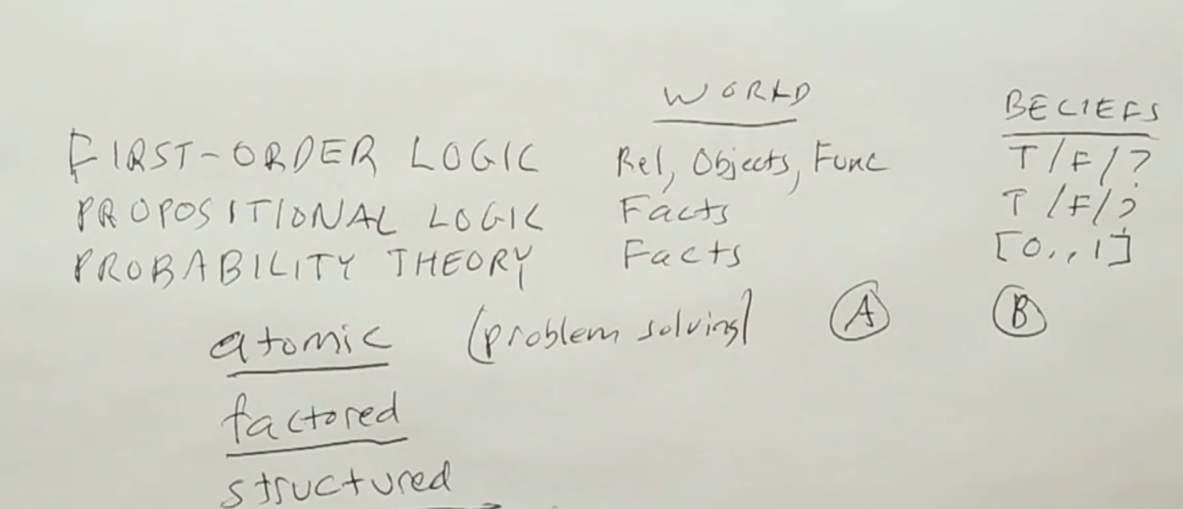 WORLD BELIEFS
FIRST-ORDER LOGIC Rel, Objects, Func T/F/?
PROPOSITIONAL LOGIC Facts T/F/?
PROBABILITY THEORY Facts [0..1]
atomic (problem solving) A B
factored
structured